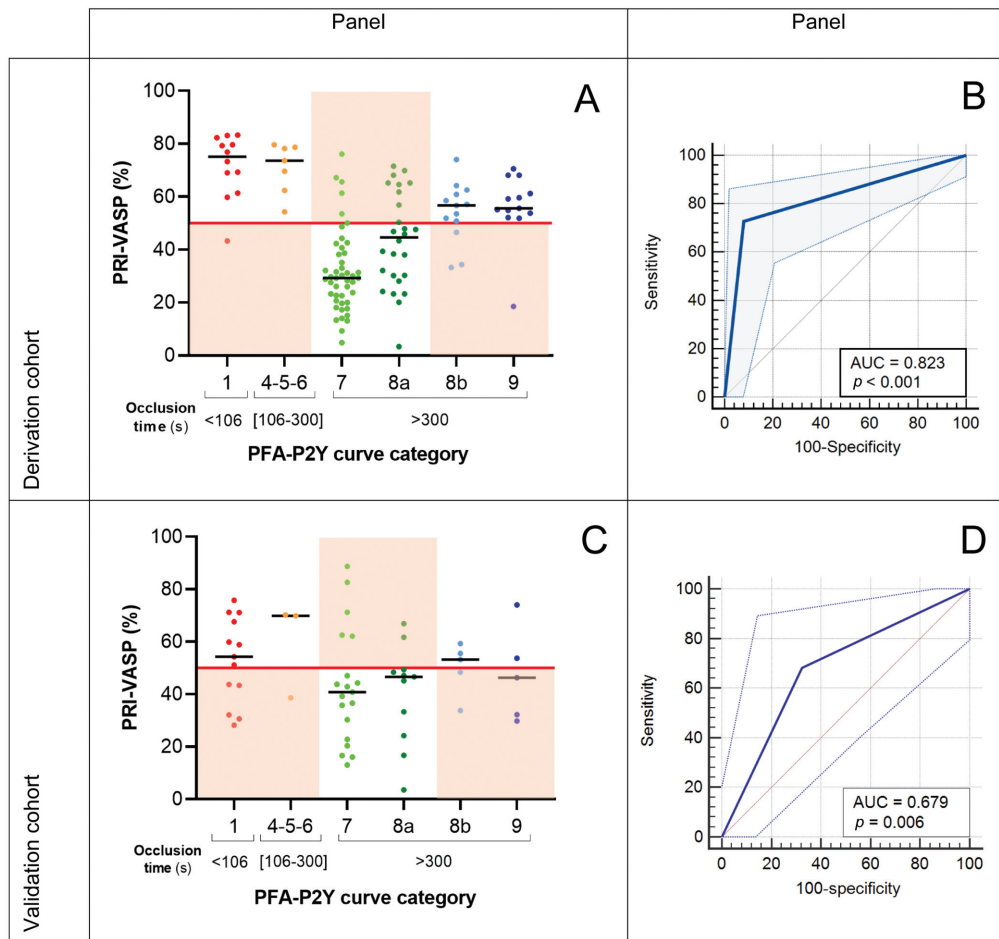 Panel
Panel
Derivation cohort
A
PRI-VASP (%)
100
80
60
40
20
0
1
4-5-6
7
8a
8b
9
Occlusion
time (s)
<106
[106-300]
>300
PFA-P2Y curve category
B
Sensitivity
100
80
60
40
20
0
AUC = 0.823
p < 0.001
0
20
40
60
80
100
100-Specificity
Validation cohort
C
PRI-VASP (%)
100
80
60
40
20
0
1
4-5-6
7
8a
8b
9
Occlusion
time (s)
<106
[106-300]
>300
PFA-P2Y curve category
D
Sensitivity
100
80
60
40
20
0
AUC = 0.679
p = 0.006
0
20
40
60
80
100
100-specificity